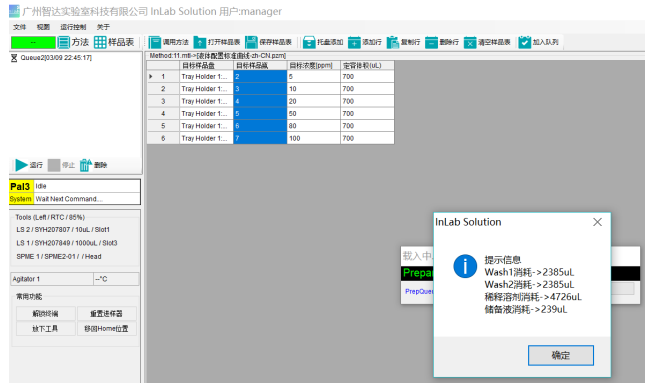 广州智达实验室科技有限公司 InLab Solution 用户:manager
文件 视图 运行控制 关于
-- 方法 样品表 调用方法 打开样品表 保存样品表 托盘添加 添加行 复制行 删除行 清空样品表 加入队列
Queue2[03/09 22:45:17]
Method:11.mtl->[液体配置标准曲线-zh-CN.pzm]
目标样品盘 目标样品瓶 目标浓度[ppm] 定容体积(uL)
1 Tray Holder 1:... 2 5 700
2 Tray Holder 1:... 3 10 700
3 Tray Holder 1:... 4 20 700
4 Tray Holder 1:... 5 50 700
5 Tray Holder 1:... 6 80 700
6 Tray Holder 1:... 7 100 700
运行 停止 删除
Pal3 Idle
System Wait Next Command...
Tools (Left / RTC / 85%)
LS 2 / SYH207807 / 10uL / Slot1
LS 1 / SYH207849 / 1000uL / Slot3
SPME 1 / SPME2-01 / / Head
Agitator 1 --°C
常用功能
解锁终端 重置进样器
放下工具 移回Home位置
载入中
Prepa
PrepQue
InLab Solution
提示信息
Wash1消耗->2385uL
Wash2消耗->2385uL
稀释溶剂消耗->4726uL
储备液消耗->239uL
确定